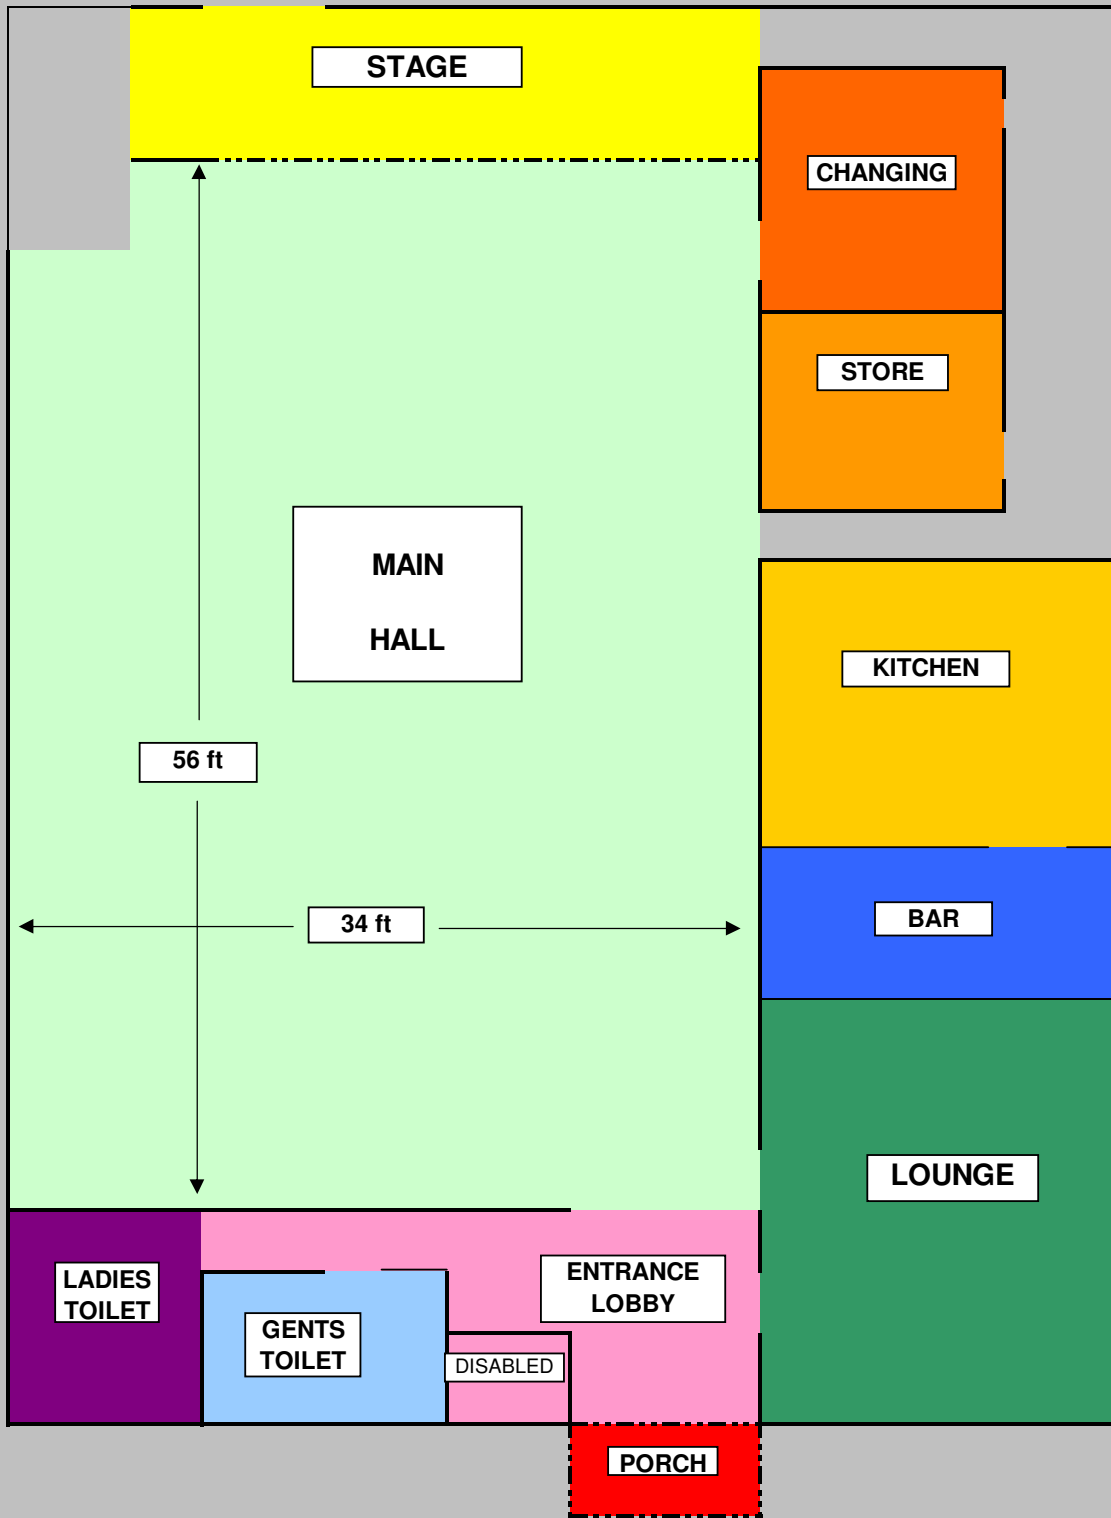 STAGE
CHANGING
STORE
MAIN
HALL
KITCHEN
56 ft
34 ft
BAR
LOUNGE
LADIES
TOILET
GENTS
TOILET
ENTRANCE
LOBBY
DISABLED
PORCH